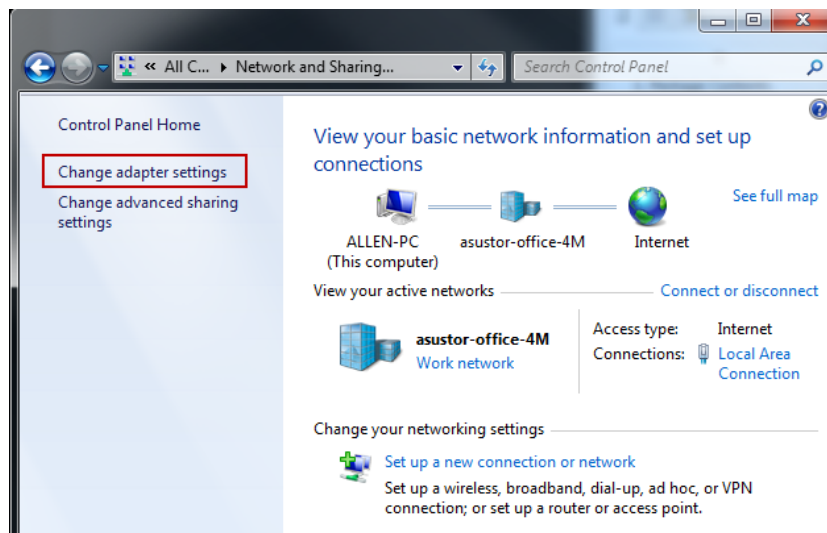 « All C... ▸ Network and Sharing...
Search Control Panel
Control Panel Home
Change adapter settings
Change advanced sharing
settings
View your basic network information and set up
connections
See full map
ALLEN-PC
(This computer)
asustor-office-4M
Internet
View your active networks
Connect or disconnect
asustor-office-4M
Work network
Access type: Internet
Connections: Local Area
Connection
Change your networking settings
Set up a new connection or network
Set up a wireless, broadband, dial-up, ad hoc, or VPN
connection; or set up a router or access point.